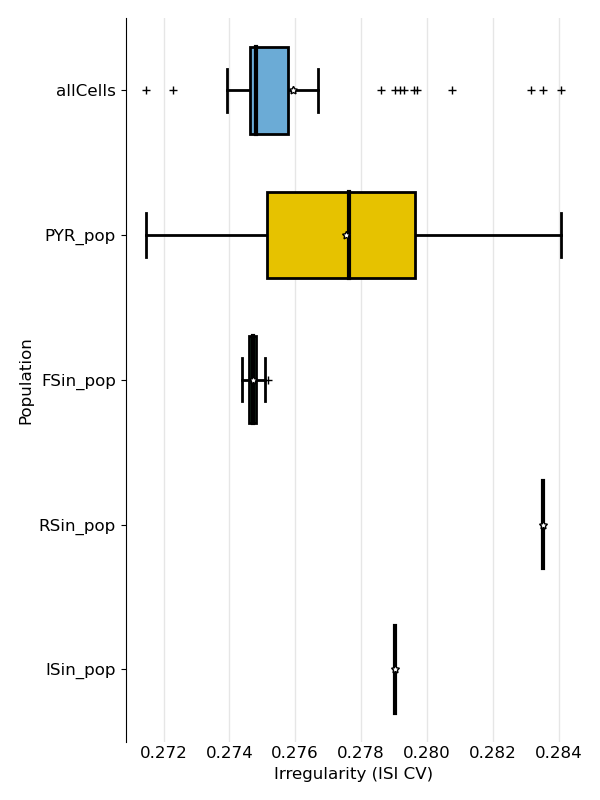 Population
allCells
PYR_pop
FSin_pop
RSin_pop
ISin_pop
0.272 0.274 0.276 0.278 0.280 0.282 0.284
Irregularity (ISI CV)